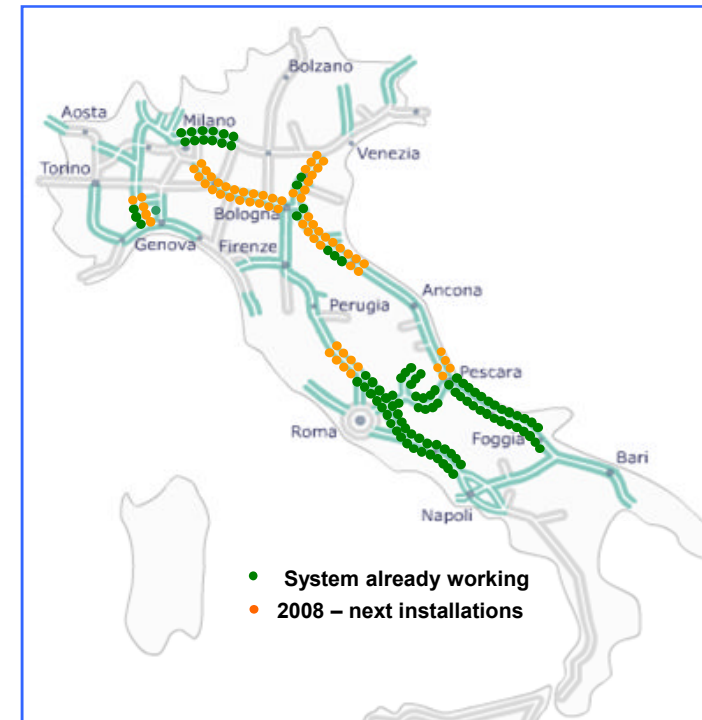 Bolzano
Aosta
Milano
Venezia
Torino
Bologna
Genova
Firenze
Ancona
Perugia
Pescara
Roma
Foggia
Bari
Napoli
System already working
2008 – next installations